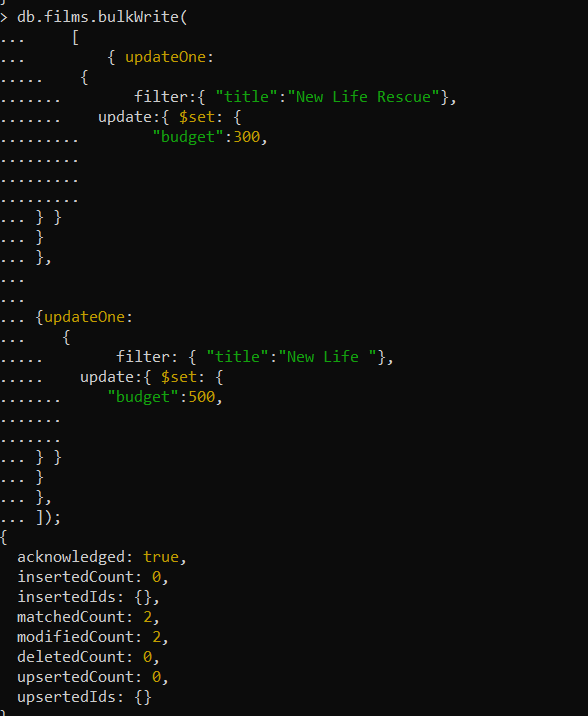 > db.films.bulkWrite(
...     [
...         { updateOne:
.....    {
.......        filter:{ "title":"New Life Rescue"},
.......    update:{ $set: {
.........        "budget":300,
.........
.........
.........
... } }
... }
... },
...
...
... {updateOne:
...    {
.....        filter: { "title":"New Life "},
.....    update:{ $set: {
.......     "budget":500,
.......
.......
... } }
... }
... },
... ]);
{
  acknowledged: true,
  insertedCount: 0,
  insertedIds: {},
  matchedCount: 2,
  modifiedCount: 2,
  deletedCount: 0,
  upsertedCount: 0,
  upsertedIds: {}
}